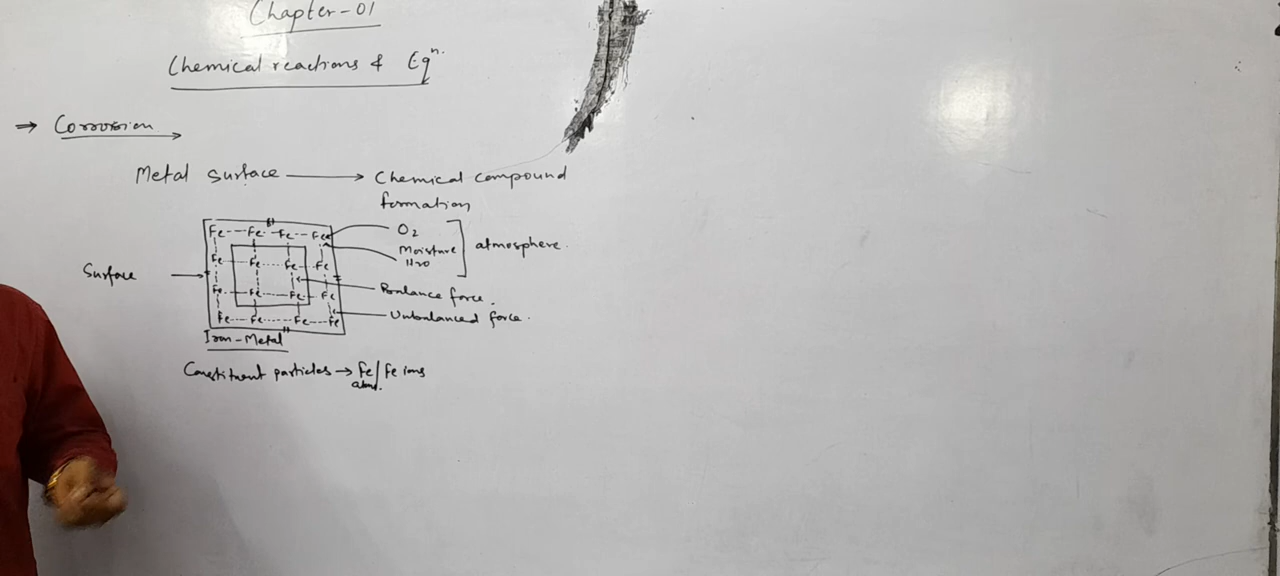 Chapter-01
Chemical reactions & Eqn.
⇒ Corrosion
Metal surface → Chemical compound
formation
Fe--Fe--Fe--Fe
O2
Moisture
H2O
atmosphere.
Fe Fe Fe Fe
Surface
Fe Fe Fe Fe
Balance force.
Fe--Fe--Fe--Fe
Unbalanced force.
Iron-Metal
Constituent particles → Fe/Fe ions